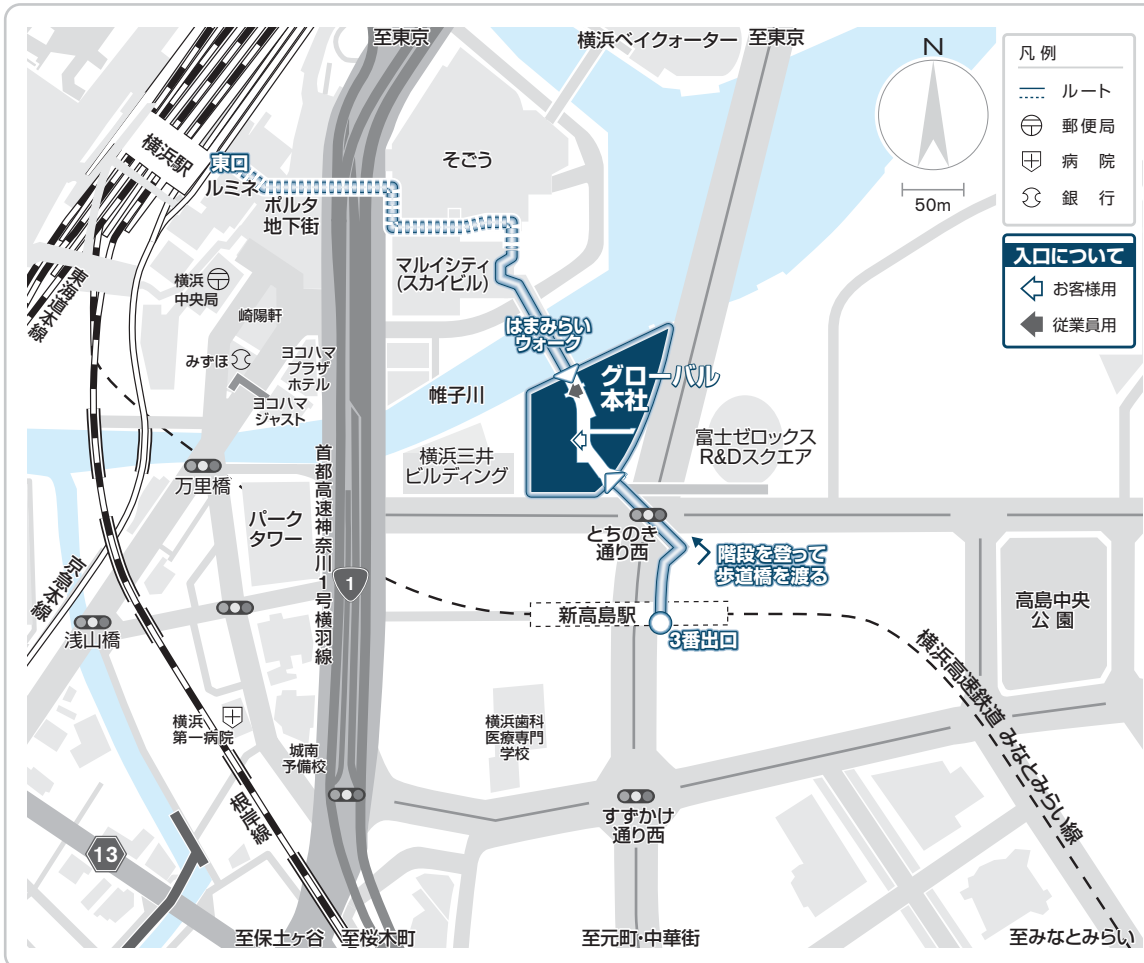 至東京
横浜ベイクォーター
至東京
N
50m
凡 例
ルート
郵便局
病 院
銀 行
入口について
お客様用
従業員用
横浜駅
東口
ルミネ
ポルタ
地下街
そごう
マルイシティ
(スカイビル)
東海道本線
横浜
中央局
崎陽軒
みずほ
ヨコハマ
プラザ
ホテル
ヨコハマ
ジャスト
はまみらい
ウォーク
帷子川
グローバル
本社
横浜三井
ビルディング
富士ゼロックス
R&Dスクエア
万里橋
パーク
タワー
首都高速神奈川1号横羽線
1
とちのき
通り西
階段を登って
歩道橋を渡る
京急本線
浅山橋
新高島駅
3番出口
高島中央
公 園
横浜高速鉄道 みなとみらい線
横浜
第一病院
城南
予備校
横浜歯科
医療専門
学校
根岸線
すずかけ
通り西
13
至保土ヶ谷
至桜木町
至元町・中華街
至みなとみらい